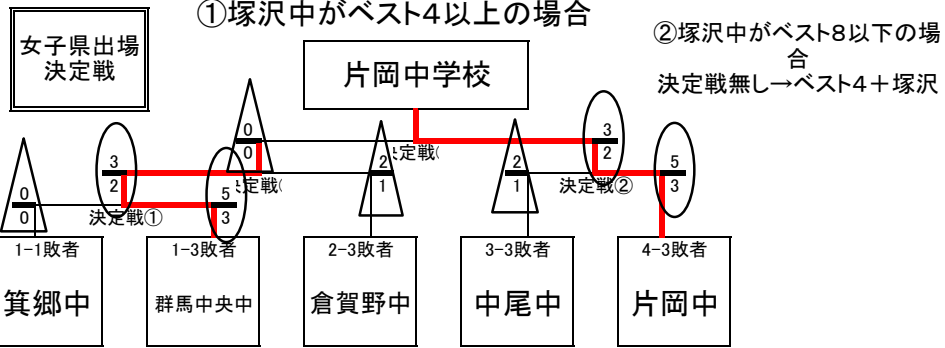 ①塚沢中がベスト4以上の場合
女子県出場
決定戦
②塚沢中がベスト8以下の場
合
決定戦無し→ベスト4+塚沢
片岡中学校
0
0
3
2
決定戦(
3
2
5
3
2
1
2
1
5
3
決定戦(
決定戦②
0
0
決定戦①
1-1敗者
1-3敗者
2-3敗者
3-3敗者
4-3敗者
箕郷中
群馬中央中
倉賀野中
中尾中
片岡中